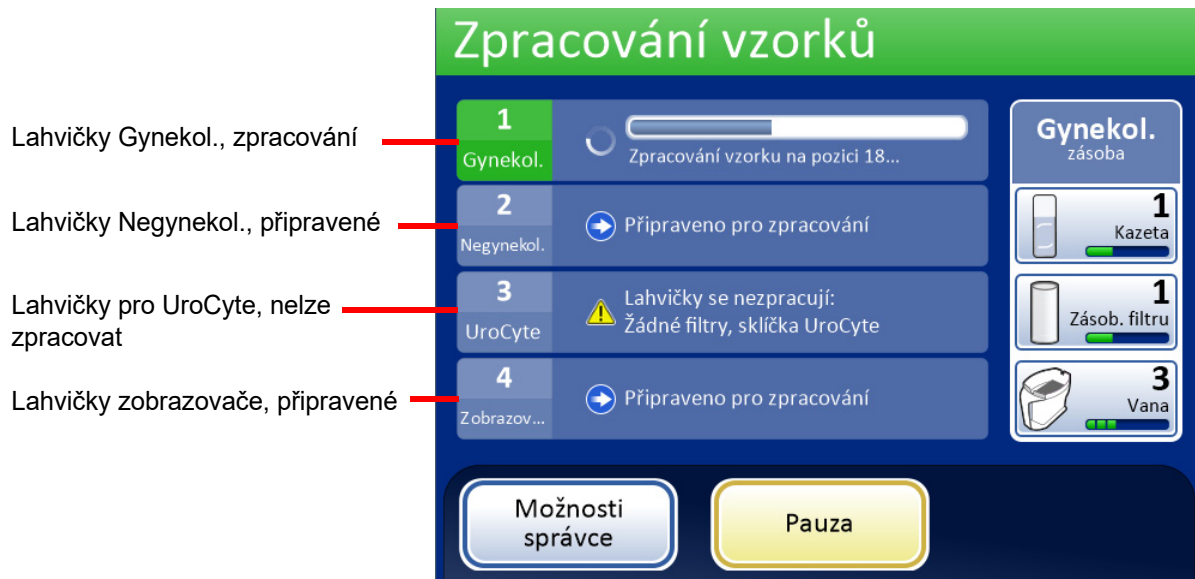 Zpracování vzorků
Lahvičky Gynekol., zpracování
1
Gynekol.
Zpracování vzorku na pozici 18...
Lahvičky Negynekol., připravené
2
Negynekol.
Připraveno pro zpracování
Lahvičky pro UroCyte, nelze
zpracovat
3
UroCyte
Lahvičky se nezpracují:
Žádné filtry, sklíčka UroCyte
Lahvičky zobrazovače, připravené
4
Zobrazov...
Připraveno pro zpracování
Gynekol.
zásoba
1
Kazeta
1
Zásob. filtru
3
Vana
Možnosti
správce
Pauza